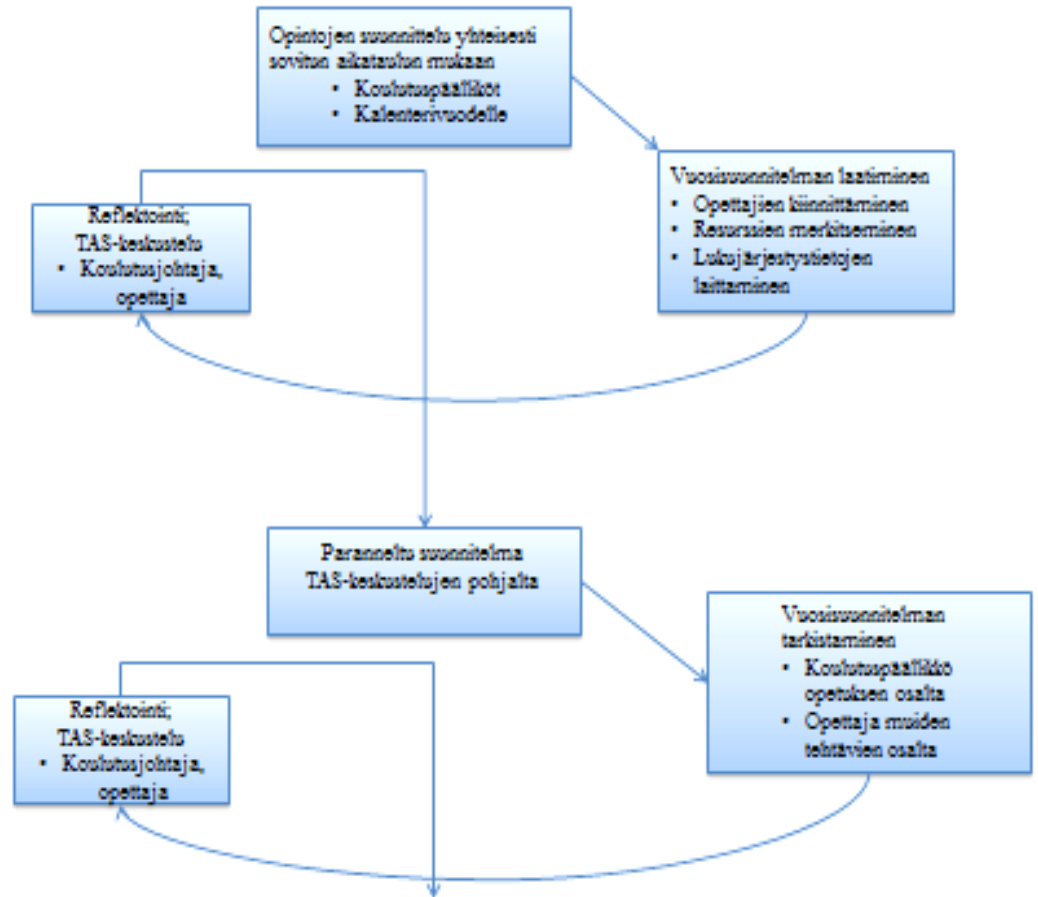 Opintojen suunnittelu yhteisesti
sovitun aikataulun mukaan
• Koulutuspäälliköt
• Kalenterivuodelle
Vuosisuunnitelman laatiminen
• Opettajien kiinnittäminen
• Resurssien merkitseminen
• Lukujärjestystietojen
laittaminen
Reflektointi;
TAS-keskustelu
• Koulutusjohtaja,
opettaja
Paranneltu suunnitelma
TAS-keskustelujen pohjalta
Vuosisuunnitelman
tarkistaminen
• Koulutuspäällikkö
opetuksen osalta
• Opettaja muiden
tehtävien osalta
Reflektointi;
TAS-keskustelu
• Koulutusjohtaja,
opettaja